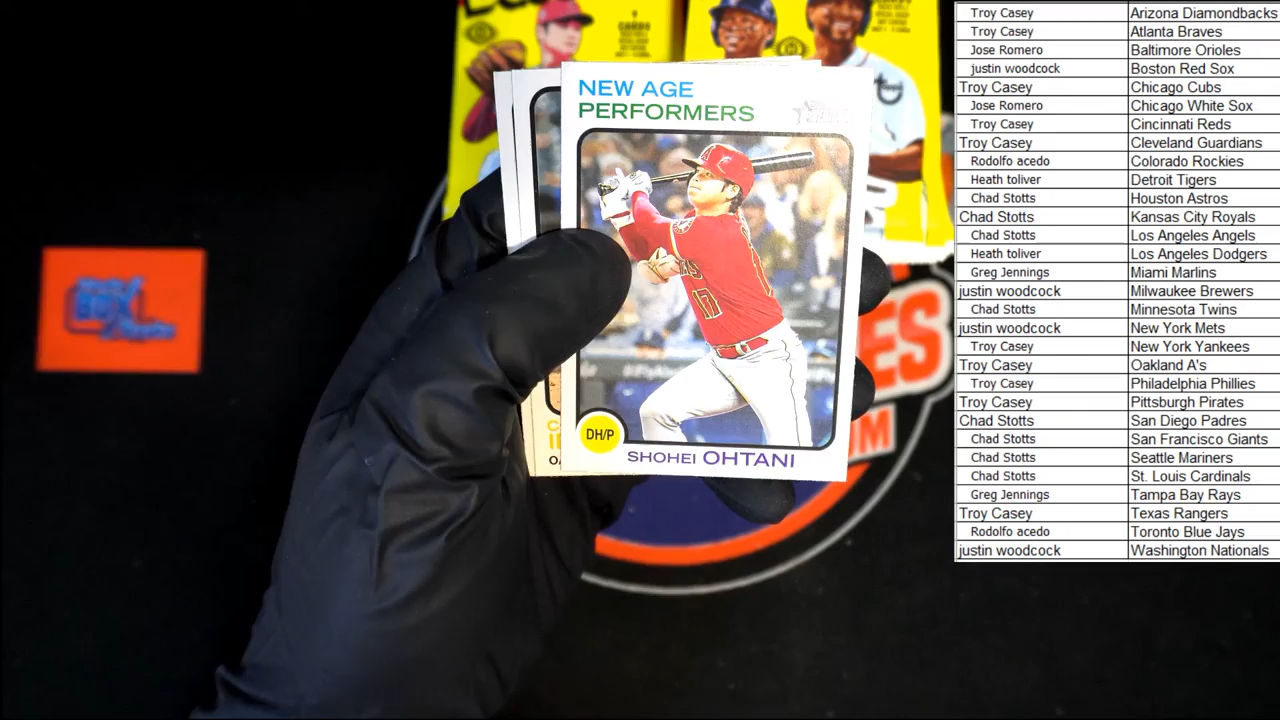 NEW AGE
PERFORMERS
17
DH/P
SHOHEI OHTANI
BOX
ES
M
Troy Casey Arizona Diamondbacks
Troy Casey Atlanta Braves
Jose Romero Baltimore Orioles
justin woodcock Boston Red Sox
Troy Casey Chicago Cubs
Jose Romero Chicago White Sox
Troy Casey Cincinnati Reds
Troy Casey Cleveland Guardians
Rodolfo acedo Colorado Rockies
Heath toliver Detroit Tigers
Chad Stotts Houston Astros
Chad Stotts Kansas City Royals
Chad Stotts Los Angeles Angels
Heath toliver Los Angeles Dodgers
Greg Jennings Miami Marlins
justin woodcock Milwaukee Brewers
Chad Stotts Minnesota Twins
justin woodcock New York Mets
Troy Casey New York Yankees
Troy Casey Oakland A's
Troy Casey Philadelphia Phillies
Troy Casey Pittsburgh Pirates
Chad Stotts San Diego Padres
Chad Stotts San Francisco Giants
Chad Stotts Seattle Mariners
Chad Stotts St. Louis Cardinals
Greg Jennings Tampa Bay Rays
Troy Casey Texas Rangers
Rodolfo acedo Toronto Blue Jays
justin woodcock Washington Nationals